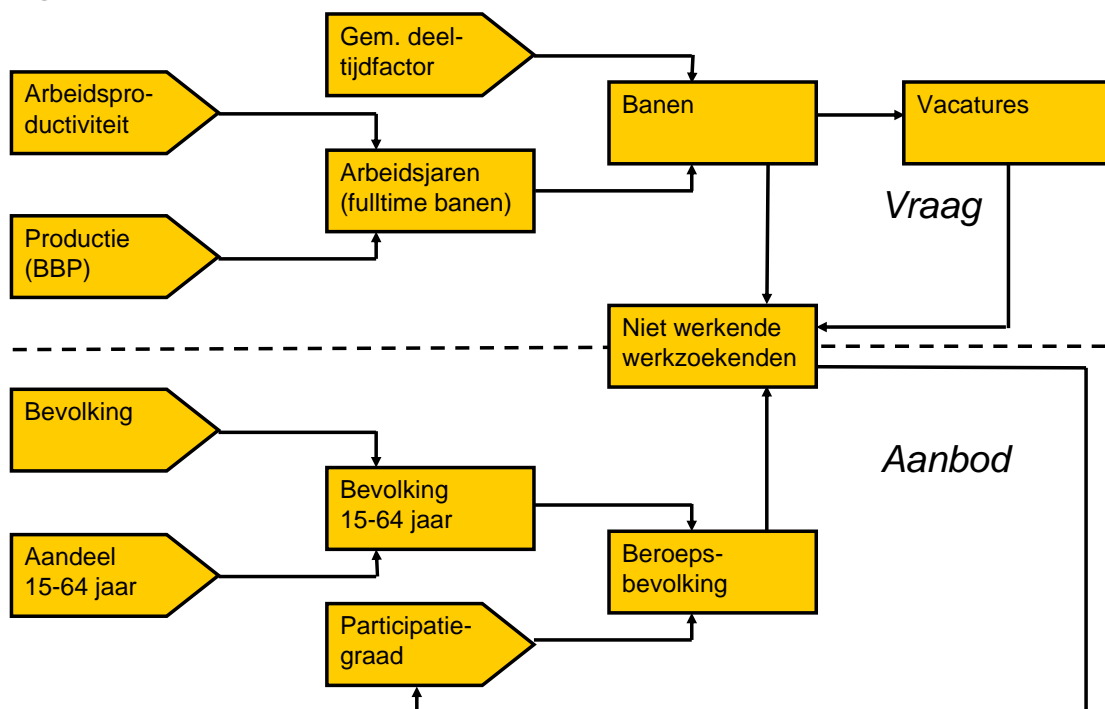 Gem. deel-
tijdfactor
Arbeidspro-
ductiviteit
Banen
Vacatures
Arbeidsjaren
(fulltime banen)
Vraag
Productie
(BBP)
Niet werkende
werkzoekenden
Bevolking
Aanbod
Bevolking
15-64 jaar
Aandeel
15-64 jaar
Beroeps-
bevolking
Participatie-
graad